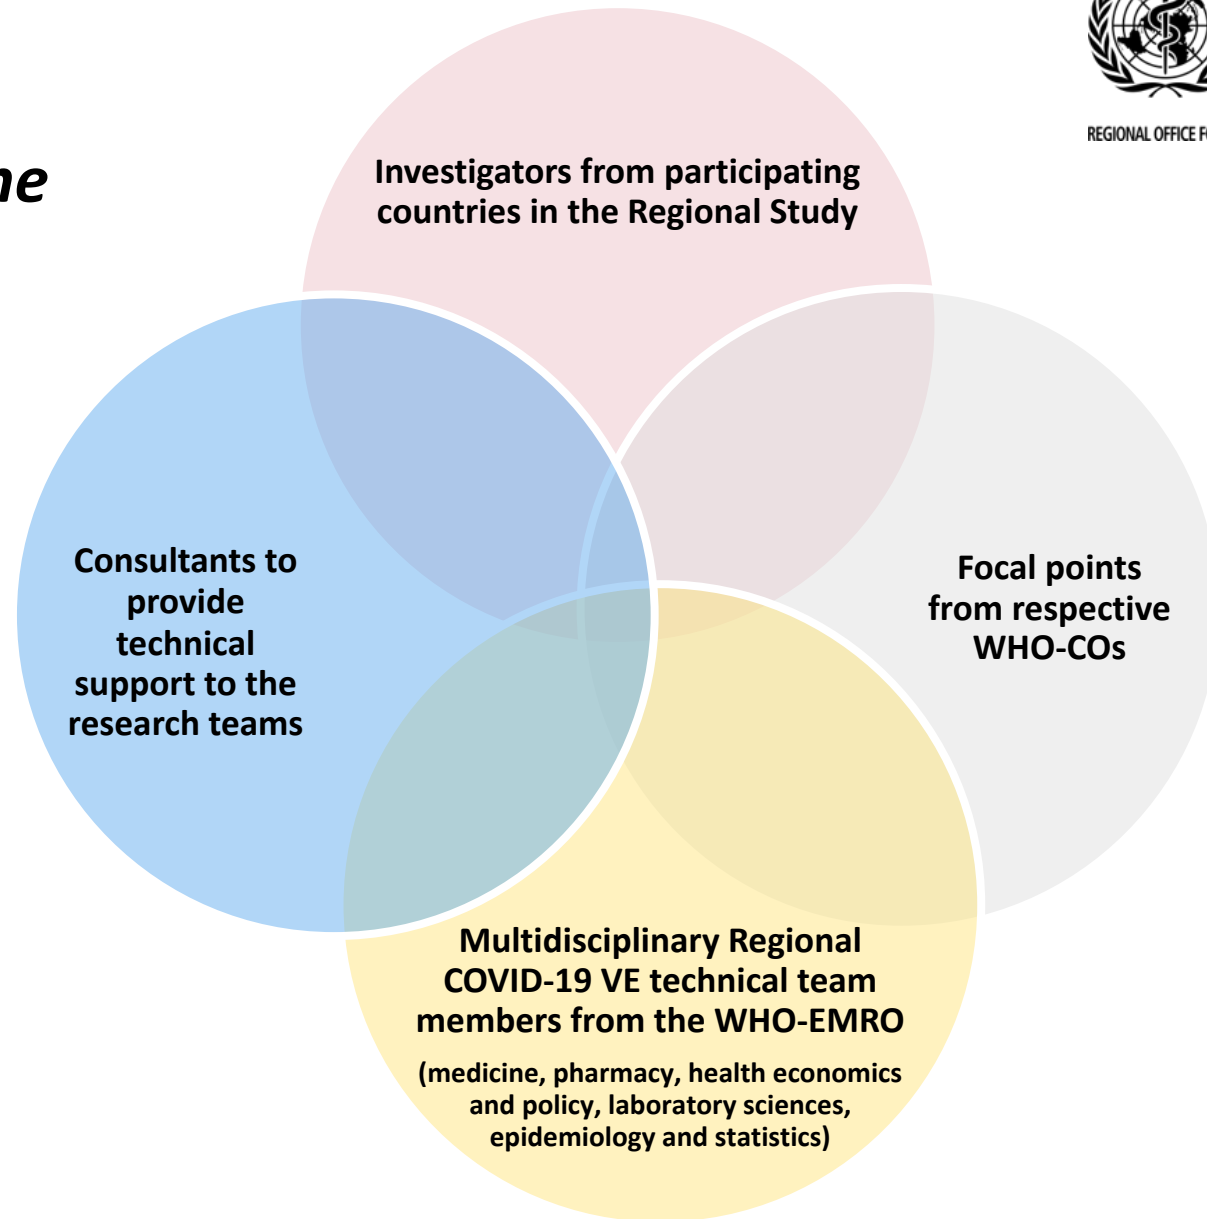 REGIONAL OFFICE
Investigators from participating
countries in the Regional Study
Consultants to
provide
technical
support to the
research teams
Focal points
from respective
WHO-COs
Multidisciplinary Regional
COVID-19 VE technical team
members from the WHO-EMRO
(medicine, pharmacy, health economics
and policy, laboratory sciences,
epidemiology and statistics)